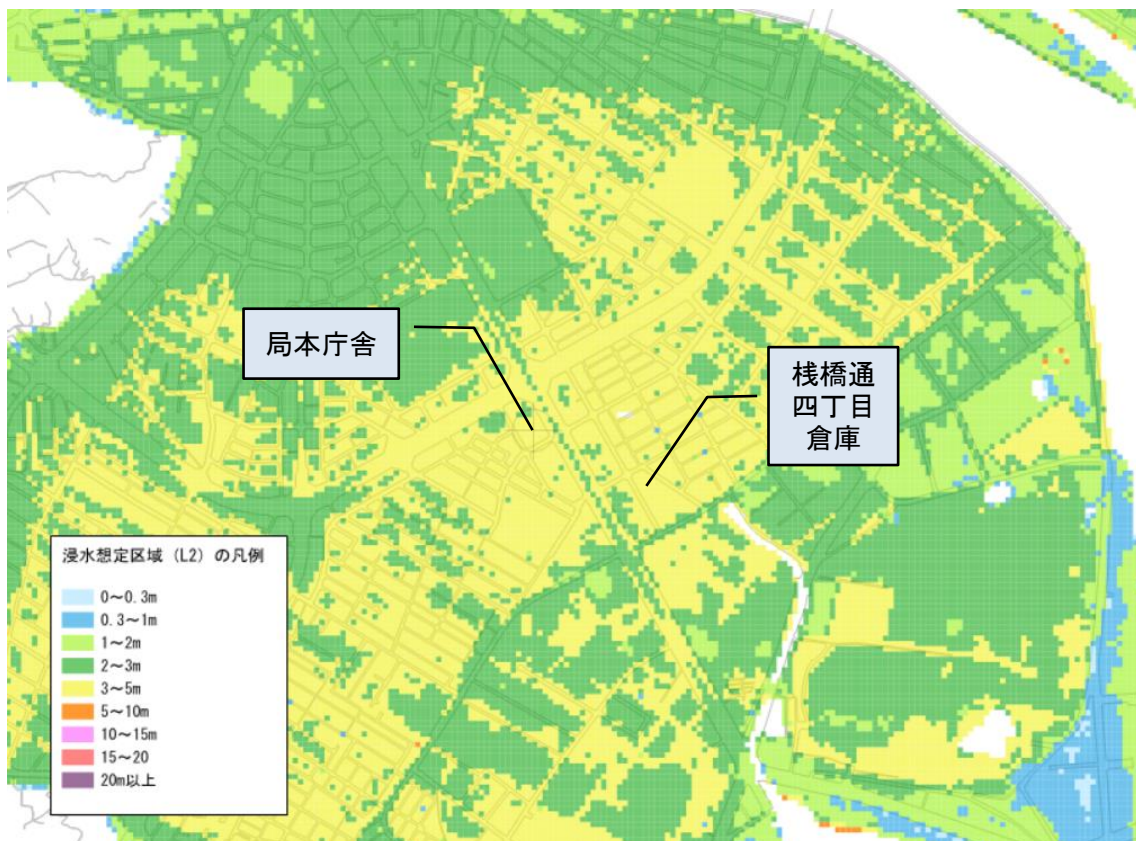 局本庁舎
桟橋通
四丁目
倉庫
浸水想定区域 (L2) の凡例
0～0.3m
0.3～1m
1～2m
2～3m
3～5m
5～10m
10～15m
15～20
20m以上